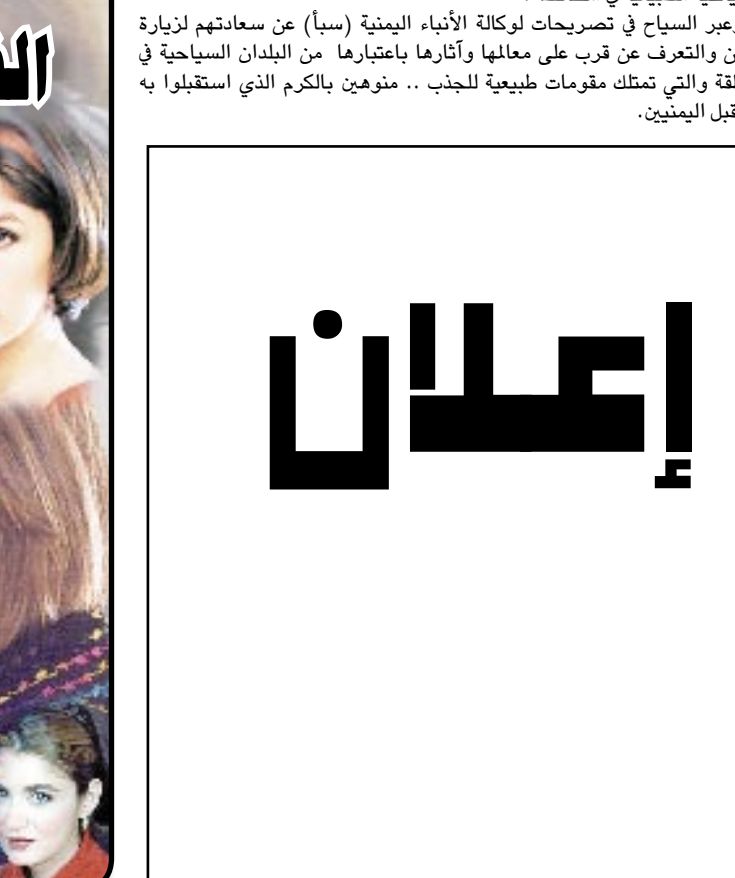 وعبر السياح في تصريحات لوكالة الأنباء اليمنية (سبأ) عن سعادتهم لزيارة
والتعرف عن قرب على معالمها وآثارها باعتبارها من البلدان السياحية في
والتي تمتلك مقومات طبيعية للجذب .. منوهين بالكرم الذي استقبلوا به
قبل اليمنيين.
إعلان